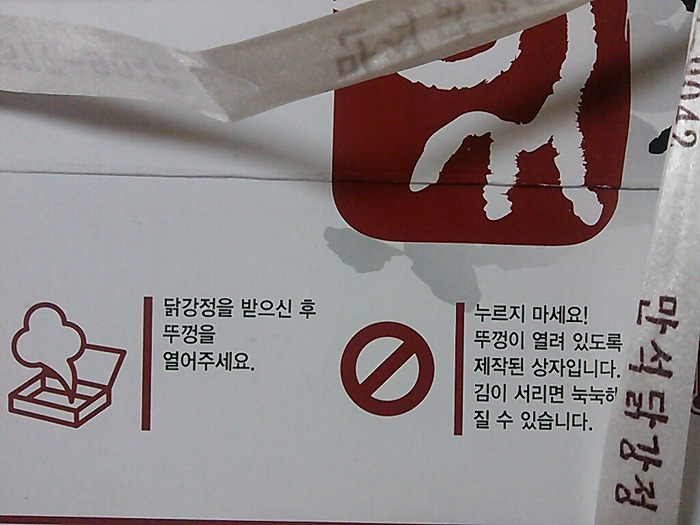 닭강정을 받으신 후
뚜껑을
열어주세요.
누르지 마세요!
뚜껑이 열려 있도록
제작된 상자입니다.
김이 서리면 눅눅해
질 수 있습니다.
만석닭강정